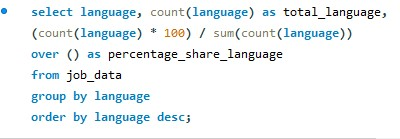 select language, count(language) as total_language,
(count(language) * 100) / sum(count(language))
over () as percentage_share_language
from job_data
group by language
order by language desc;